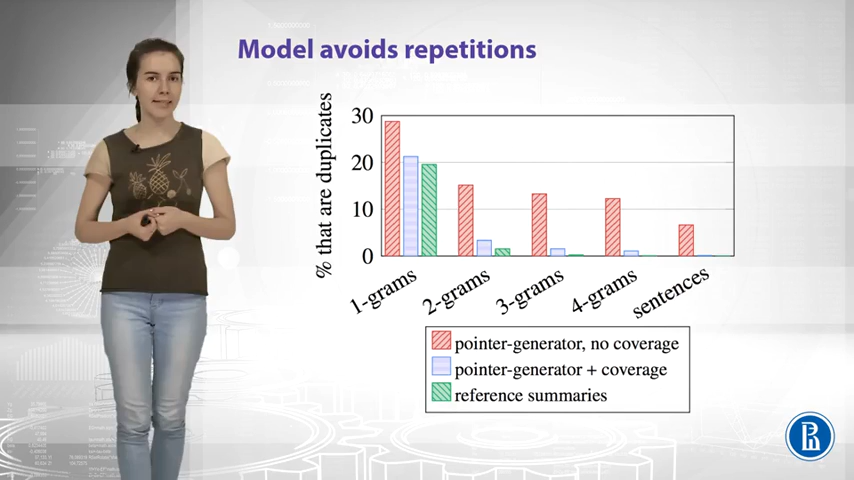 Model avoids repetitions
% that are duplicates
30
20
10
0
1-grams
2-grams
3-grams
4-grams
sentences
pointer-generator, no coverage
pointer-generator + coverage
reference summaries